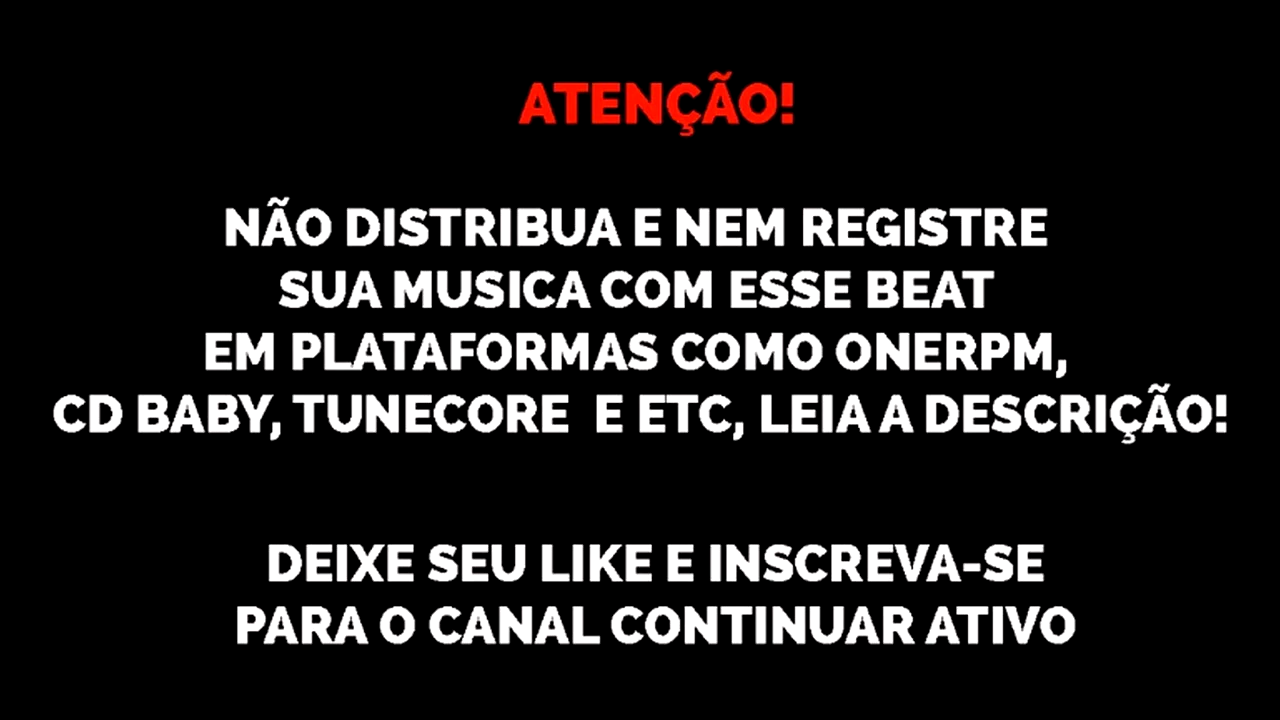 ATENÇÃO!
NÃO DISTRIBUA E NEM REGISTRE
SUA MUSICA COM ESSE BEAT
EM PLATAFORMAS COMO ONERPM,
CD BABY, TUNECORE E ETC, LEIA A DESCRIÇÃO!
DEIXE SEU LIKE E INSCREVA-SE
PARA O CANAL CONTINUAR ATIVO